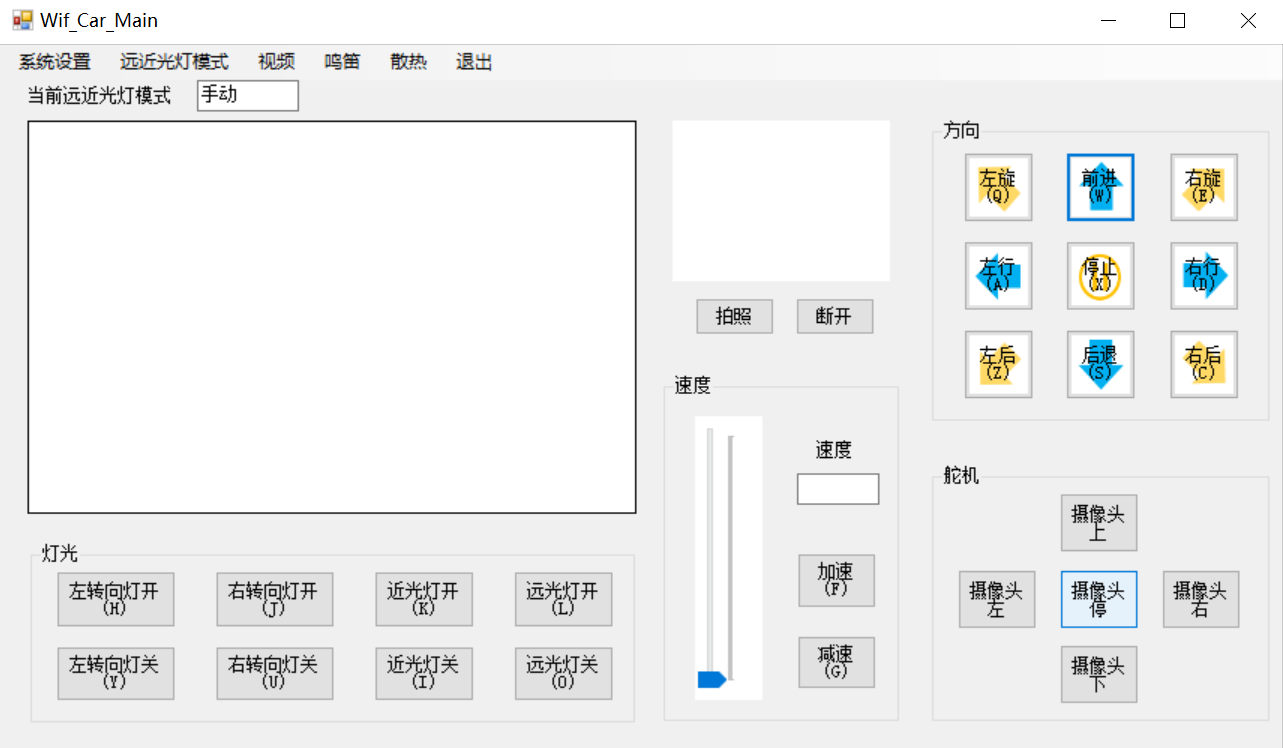 Wif_Car_Main
系统设置 远近光灯模式 视频 鸣笛 散热 退出
当前远近光灯模式 手动
拍照 断开
方向
左旋
(Q)
前进
(W)
右旋
(E)
左行
(A)
停止
(X)
右行
(D)
左后
(Z)
后退
(S)
右后
(C)
速度
速度
加速
(F)
减速
(G)
舵机
摄像头
上
摄像头
左
摄像头
停
摄像头
右
摄像头
下
灯光
左转向灯开
(H)
右转向灯开
(J)
近光灯开
(K)
远光灯开
(L)
左转向灯关
(Y)
右转向灯关
(U)
近光灯关
(I)
远光灯关
(O)